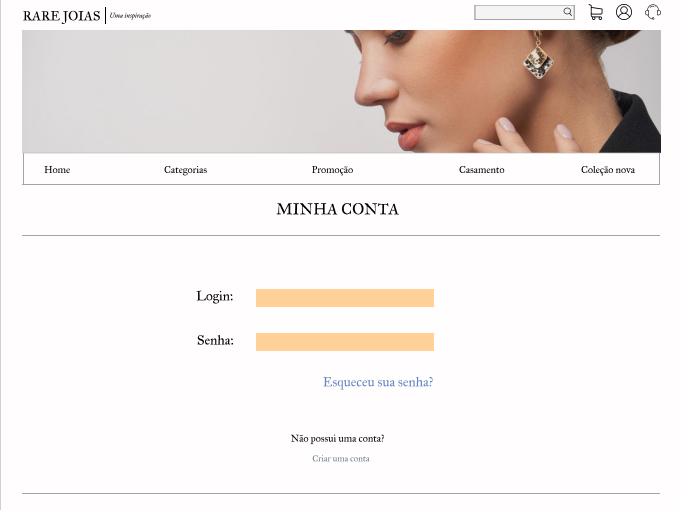 RARE JOIAS | Uma inspiração
Home Categorias Promoção Casamento Coleção nova
MINHA CONTA
Login:
Senha:
Esqueceu sua senha?
Não possui uma conta?
Criar uma conta